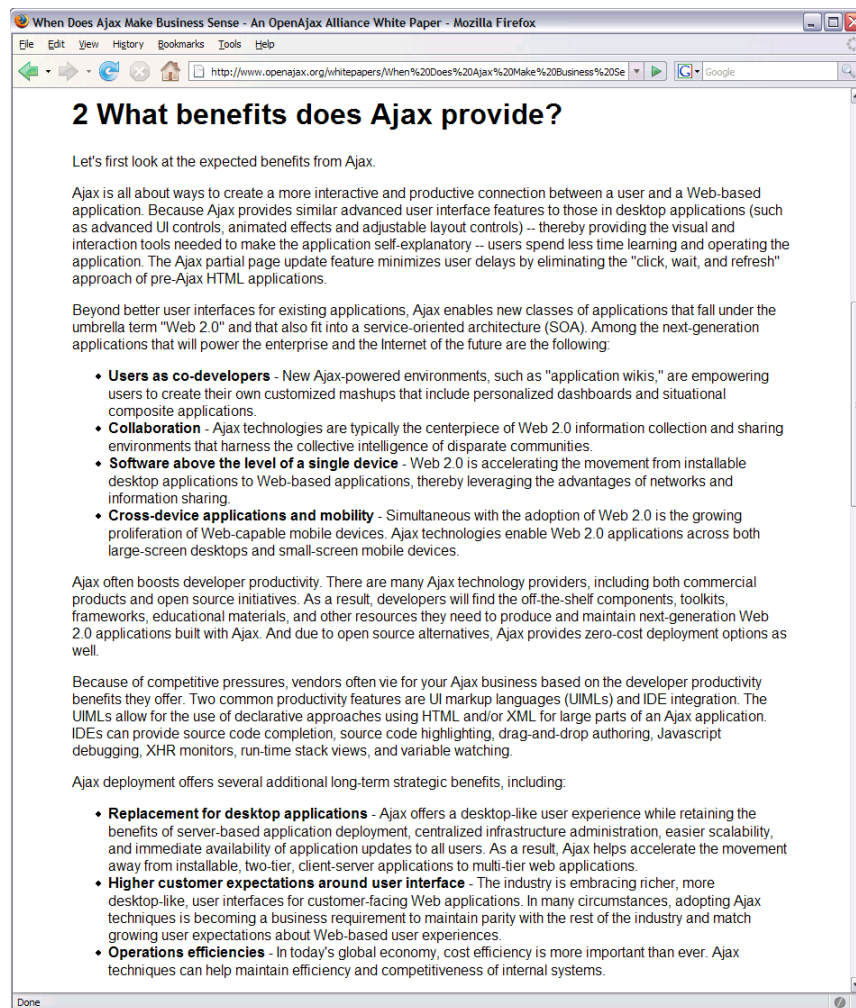 When Does Ajax Make Business Sense - An OpenAjax Alliance White Paper - Mozilla Firefox
File Edit View History Bookmarks Tools Help
http://www.openajax.org/whitepapers/When%20Does%20Ajax%20Make%20Business%20Se
G Google
2 What benefits does Ajax provide?
Let's first look at the expected benefits from Ajax.
Ajax is all about ways to create a more interactive and productive connection between a user and a Web-based
application. Because Ajax provides similar advanced user interface features to those in desktop applications (such
as advanced UI controls, animated effects and adjustable layout controls) -- thereby providing the visual and
interaction tools needed to make the application self-explanatory -- users spend less time learning and operating the
application. The Ajax partial page update feature minimizes user delays by eliminating the "click, wait, and refresh"
approach of pre-Ajax HTML applications.
Beyond better user interfaces for existing applications, Ajax enables new classes of applications that fall under the
umbrella term "Web 2.0" and that also fit into a service-oriented architecture (SOA). Among the next-generation
applications that will power the enterprise and the Internet of the future are the following:
• Users as co-developers - New Ajax-powered environments, such as "application wikis," are empowering
users to create their own customized mashups that include personalized dashboards and situational
composite applications.
• Collaboration - Ajax technologies are typically the centerpiece of Web 2.0 information collection and sharing
environments that harness the collective intelligence of disparate communities.
• Software above the level of a single device - Web 2.0 is accelerating the movement from installable
desktop applications to Web-based applications, thereby leveraging the advantages of networks and
information sharing.
• Cross-device applications and mobility - Simultaneous with the adoption of Web 2.0 is the growing
proliferation of Web-capable mobile devices. Ajax technologies enable Web 2.0 applications across both
large-screen desktops and small-screen mobile devices.
Ajax often boosts developer productivity. There are many Ajax technology providers, including both commercial
products and open source initiatives. As a result, developers will find the off-the-shelf components, toolkits,
frameworks, educational materials, and other resources they need to produce and maintain next-generation Web
2.0 applications built with Ajax. And due to open source alternatives, Ajax provides zero-cost deployment options as
well.
Because of competitive pressures, vendors often vie for your Ajax business based on the developer productivity
benefits they offer. Two common productivity features are UI markup languages (UIMLs) and IDE integration. The
UIMLs allow for the use of declarative approaches using HTML and/or XML for large parts of an Ajax application.
IDEs can provide source code completion, source code highlighting, drag-and-drop authoring, Javascript
debugging, XHR monitors, run-time stack views, and variable watching.
Ajax deployment offers several additional long-term strategic benefits, including:
• Replacement for desktop applications - Ajax offers a desktop-like user experience while retaining the
benefits of server-based application deployment, centralized infrastructure administration, easier scalability,
and immediate availability of application updates to all users. As a result, Ajax helps accelerate the movement
away from installable, two-tier, client-server applications to multi-tier web applications.
• Higher customer expectations around user interface - The industry is embracing richer, more
desktop-like, user interfaces for customer-facing Web applications. In many circumstances, adopting Ajax
techniques is becoming a business requirement to maintain parity with the rest of the industry and match
growing user expectations about Web-based user experiences.
• Operations efficiencies - In today's global economy, cost efficiency is more important than ever. Ajax
techniques can help maintain efficiency and competitiveness of internal systems.
Done